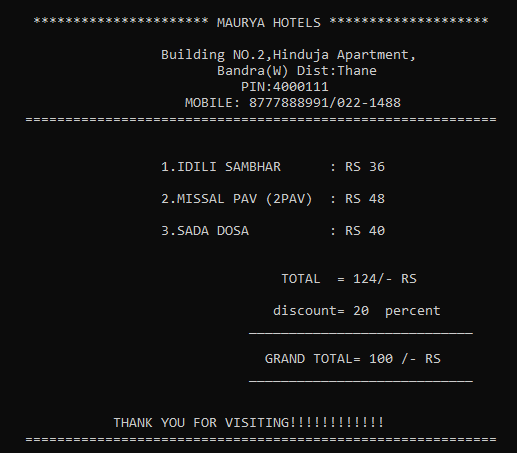 ********************** MAURYA HOTELS ********************
Building NO.2,Hinduja Apartment,
Bandra(W) Dist:Thane
PIN:4000111
MOBILE: 8777888991/022-1488
===========================================================
1.IDILI SAMBHAR : RS 36
2.MISSAL PAV (2PAV) : RS 48
3.SADA DOSA : RS 40
TOTAL = 124/- RS
discount= 20 percent
____________________________
GRAND TOTAL= 100 /- RS
____________________________
THANK YOU FOR VISITING!!!!!!!!!!!!
===========================================================